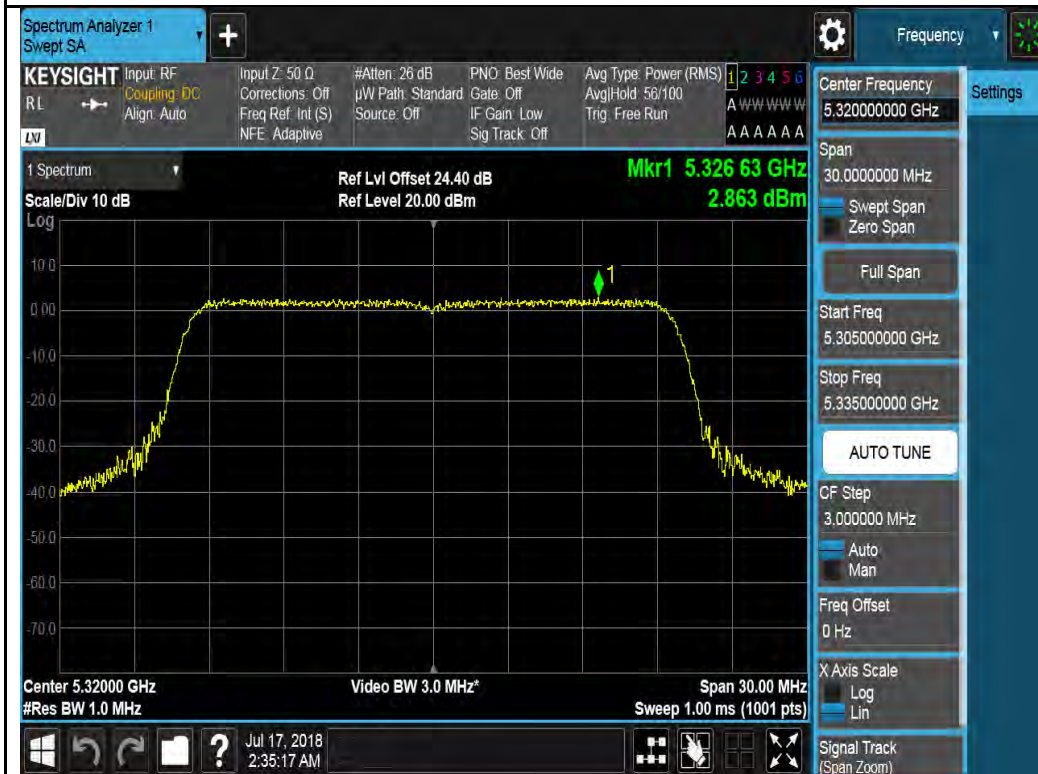 Spectrum Analyzer 1
Swept SA
+
Frequency
KEYSIGHT
RL
LXI
Input: RF
Coupling: DC
Align: Auto
Input Z: 50 Ω
Corrections: Off
Freq Ref: Int (S)
NFE: Adaptive
#Atten: 26 dB
µW Path: Standard
Source: Off
PNO: Best Wide
Gate: Off
IF Gain: Low
Sig Track: Off
Avg Type: Power (RMS)
Avg|Hold: 56/100
Trig: Free Run
1 2 3 4 5 6
A W W W W W
A A A A A A
1 Spectrum
Scale/Div 10 dB
Ref Lvl Offset 24.40 dB
Ref Level 20.00 dBm
Mkr1 5.326 63 GHz
2.863 dBm
Log
10.0
0.00
-10.0
-20.0
-30.0
-40.0
-50.0
-60.0
-70.0
1
Center 5.32000 GHz
#Res BW 1.0 MHz
Video BW 3.0 MHz*
Span 30.00 MHz
Sweep 1.00 ms (1001 pts)
?
Jul 17, 2018
2:35:17 AM
Center Frequency
5.320000000 GHz
Settings
Span
30.0000000 MHz
Swept Span
Zero Span
Full Span
Start Freq
5.305000000 GHz
Stop Freq
5.335000000 GHz
AUTO TUNE
CF Step
3.000000 MHz
Auto
Man
Freq Offset
0 Hz
X Axis Scale
Log
Lin
Signal Track
(Span Zoom)